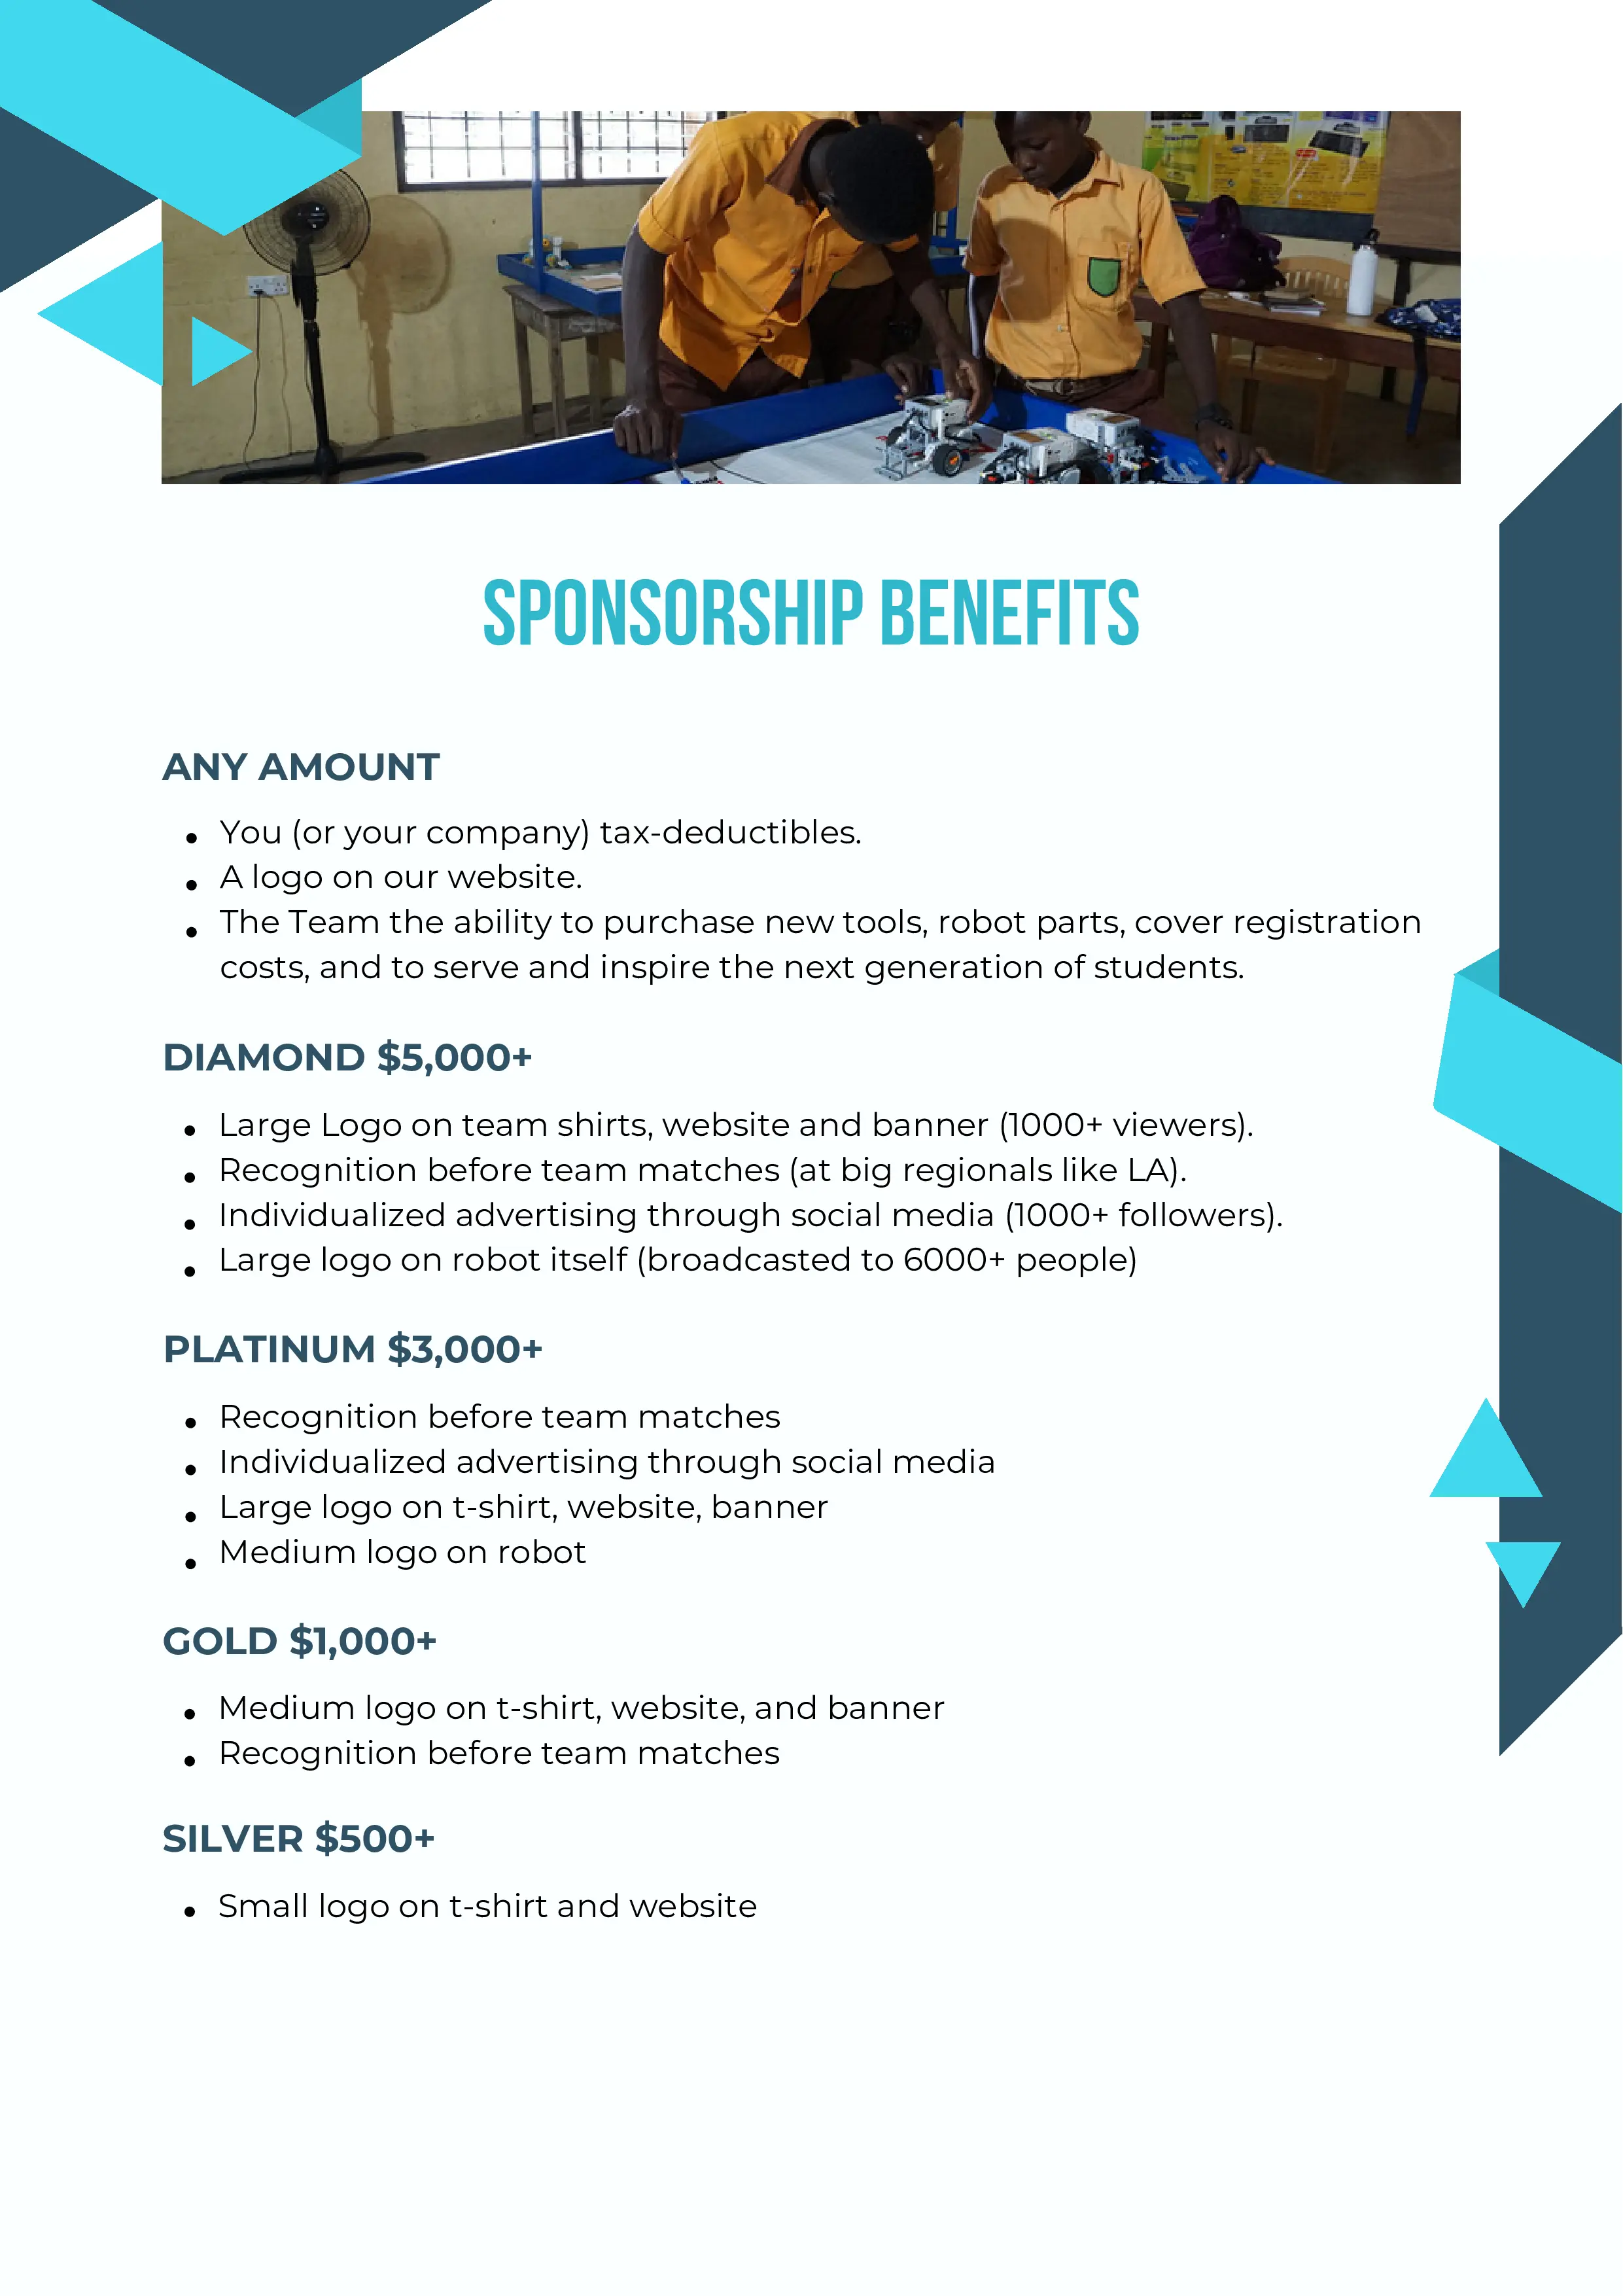 SPONSORSHIP BENEFITS
ANY AMOUNT
• You (or your company) tax-deductibles.
• A logo on our website.
• The Team the ability to purchase new tools, robot parts, cover registration
costs, and to serve and inspire the next generation of students.
DIAMOND $5,000+
• Large Logo on team shirts, website and banner (1000+ viewers).
• Recognition before team matches (at big regionals like LA).
• Individualized advertising through social media (1000+ followers).
• Large logo on robot itself (broadcasted to 6000+ people)
PLATINUM $3,000+
• Recognition before team matches
• Individualized advertising through social media
• Large logo on t-shirt, website, banner
• Medium logo on robot
GOLD $1,000+
• Medium logo on t-shirt, website, and banner
• Recognition before team matches
SILVER $500+
• Small logo on t-shirt and website